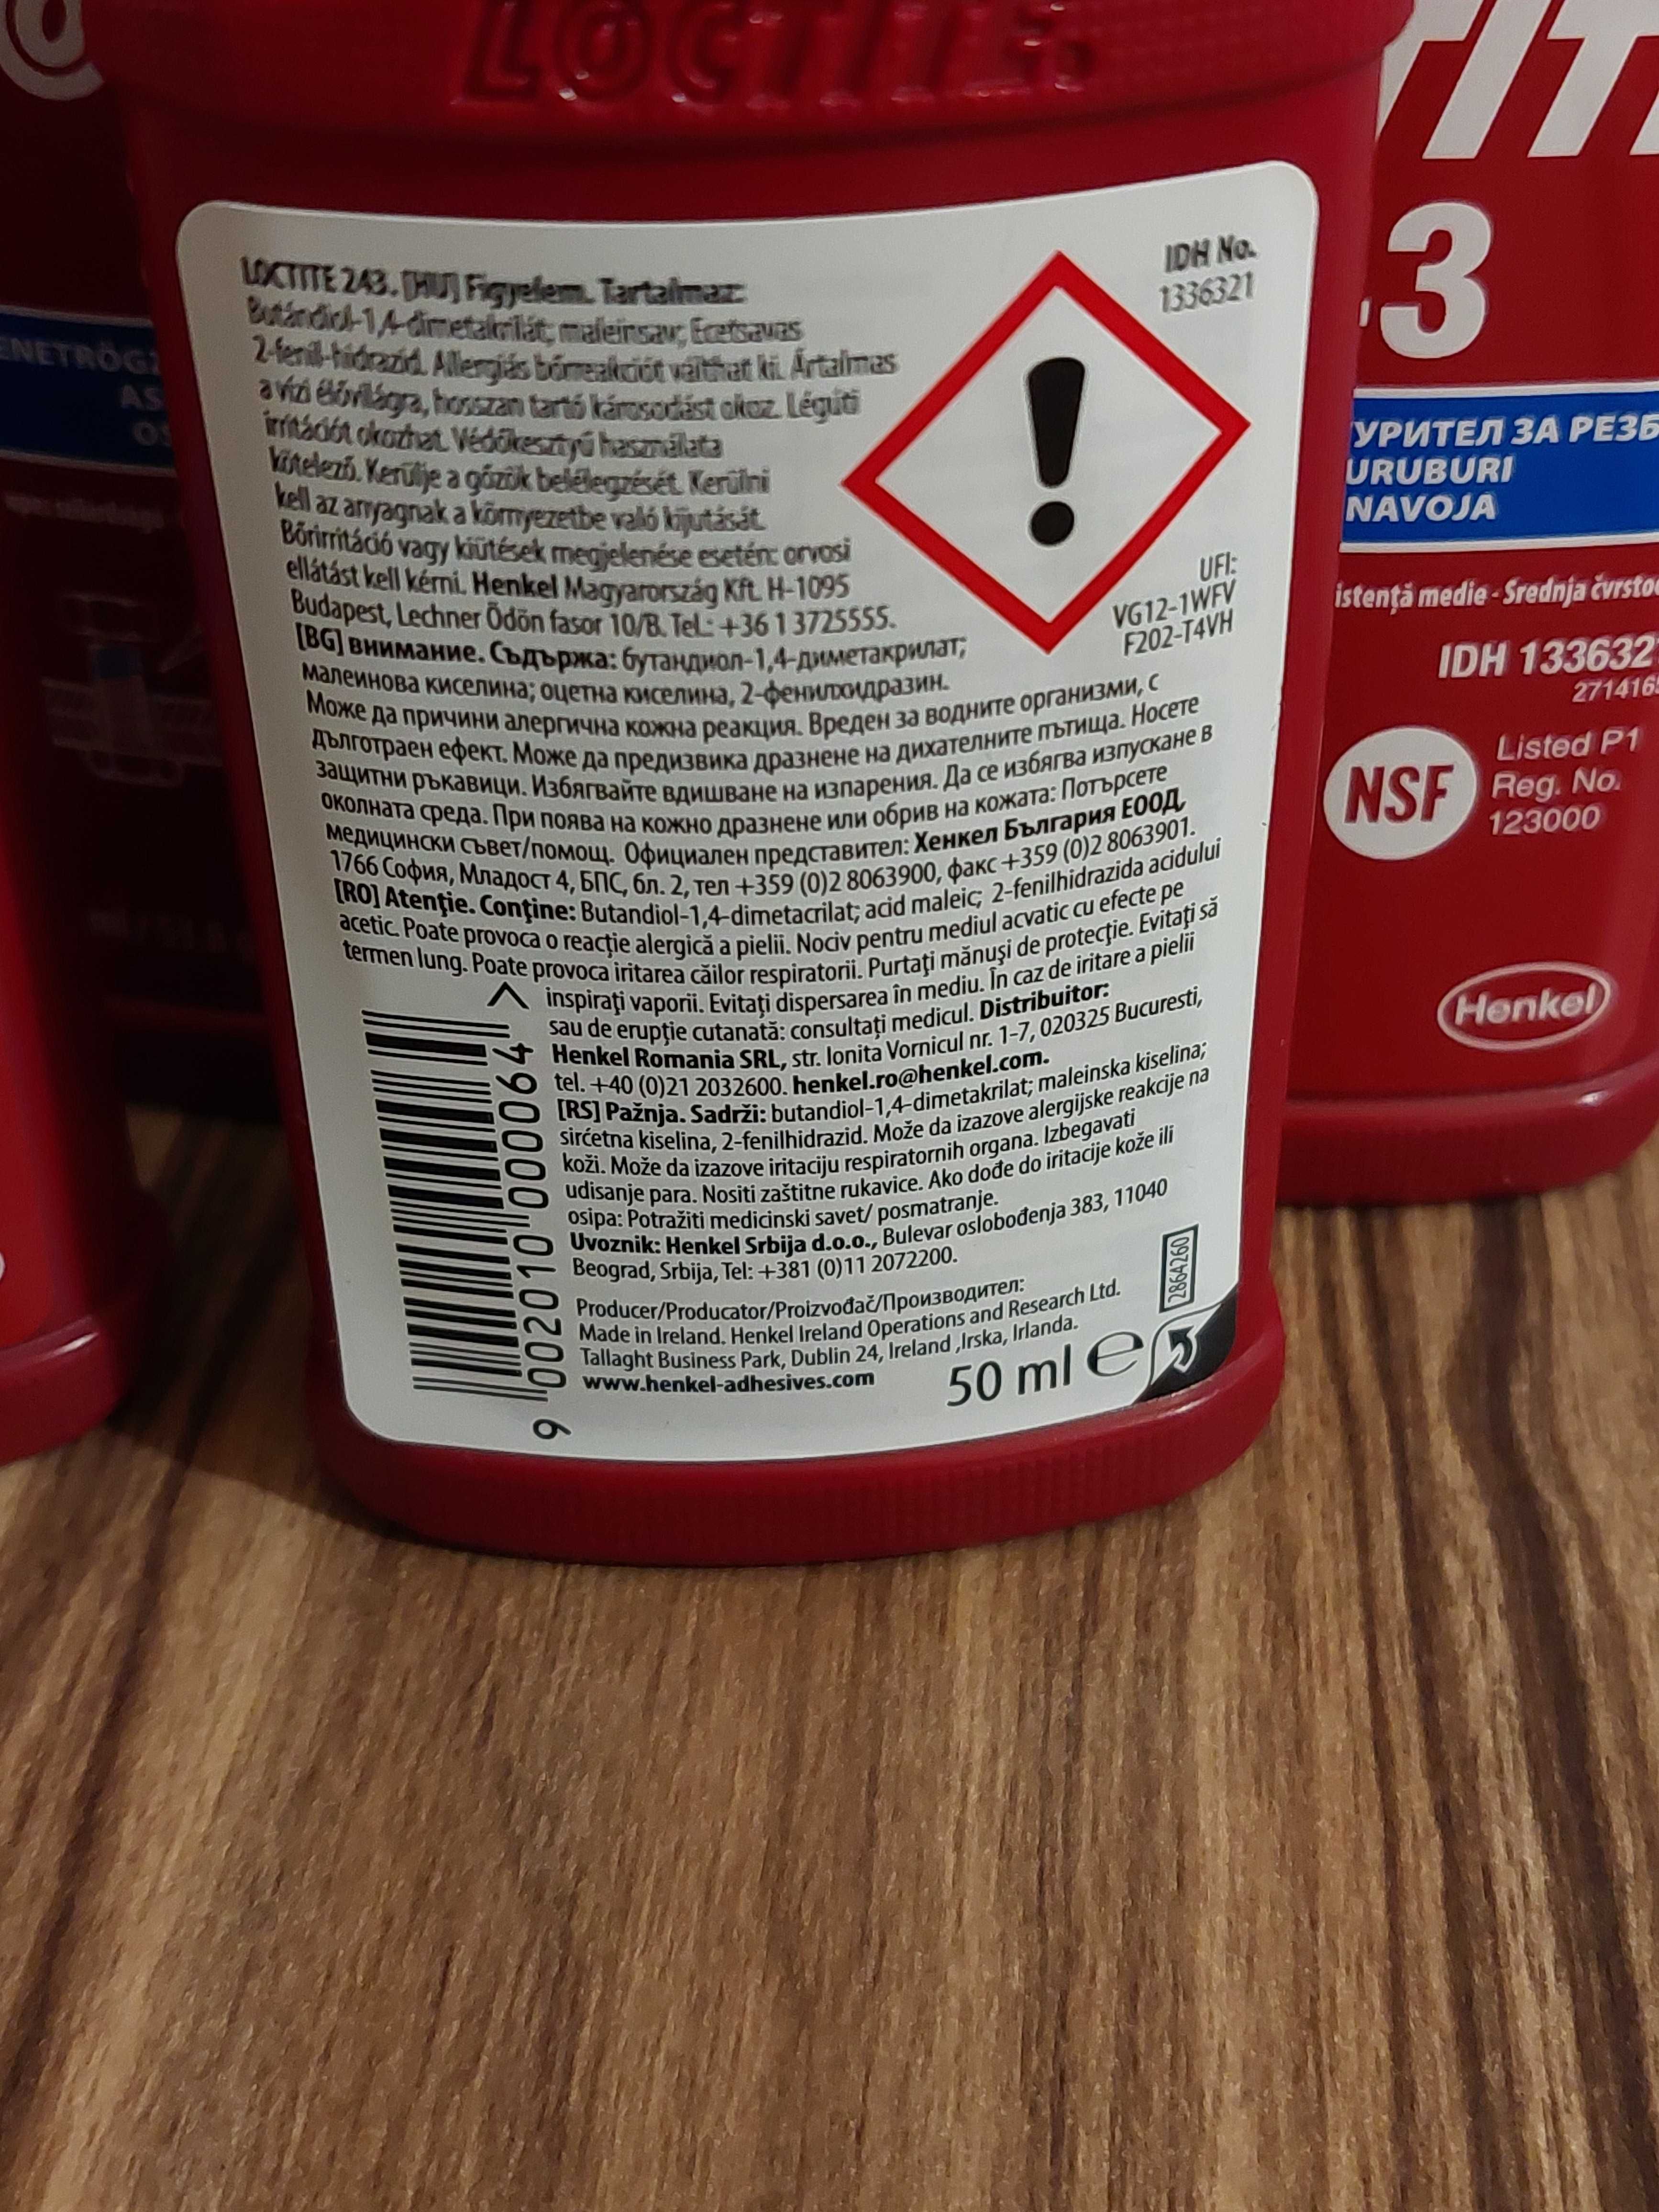 LOCTITE.
LOCTITE 243. [HU] Figyelem. Tartalmaz:
Butándiol-1,4-dimetakrilát; maleinsav; Ecetsavas
2-fenil-hidrazid. Allergiás bőrreakciót válthat ki. Ártalmas
a vízi élővilágra, hosszan tartó károsodást okoz. Légúti
irritációt okozhat. Védőkesztyű használata
kötelező. Kerülje a gőzök belélegzését. Kerülni
kell az anyagnak a környezetbe való kijutását.
Bőrirritáció vagy kiütések megjelenése esetén: orvosi
ellátást kell kérni. Henkel Magyarország Kft. H-1095
Budapest, Lechner Ödön fasor 10/B. Tel.: +36 1 3725555.
IDH No.
1336321
UFI:
VG12-1WFV
F202-T4VH
[BG] внимание. Съдържа: бутандиол-1,4-диметакрилат;
малеинова киселина; оцетна киселина, 2-фенилхидразин.
Може да причини алергична кожна реакция. Вреден за водните организми, с
дълготраен ефект. Може да предизвика дразнене на дихателните пътища. Носете
защитни ръкавици. Избягвайте вдишване на изпарения. Да се избягва изпускане в
околната среда. При поява на кожно дразнене или обрив на кожата: Потърсете
медицински съвет/помощ. Официален представител: Хенкел България ЕООД,
1766 София, Младост 4, БПС, бл. 2, тел +359 (0)2 8063900, факс +359 (0)2 8063901.
[RO] Atenţie. Conţine: Butandiol-1,4-dimetacrilat; acid maleic; 2-fenilhidrazida acidului
acetic. Poate provoca o reacţie alergică a pielii. Nociv pentru mediul acvatic cu efecte pe
termen lung. Poate provoca iritarea căilor respiratorii. Purtaţi mănuşi de protecţie. Evitaţi să
inspiraţi vaporii. Evitaţi dispersarea în mediu. În caz de iritare a pielii
sau de erupţie cutanată: consultaţi medicul. Distribuitor:
Henkel Romania SRL, str. Ionita Vornicul nr. 1-7, 020325 Bucuresti,
tel. +40 (0)21 2032600. henkel.ro@henkel.com.
[RS] Pažnja. Sadrži: butandiol-1,4-dimetakrilat; maleinska kiselina;
sirćetna kiselina, 2-fenilhidrazid. Može da izazove alergijske reakcije na
koži. Može da izazove iritaciju respiratornih organa. Izbegavati
udisanje para. Nositi zaštitne rukavice. Ako dođe do iritacije kože ili
osipa: Potražiti medicinski savet/ posmatranje.
Uvoznik: Henkel Srbija d.o.o., Bulevar oslobođenja 383, 11040
Beograd, Srbija, Tel: +381 (0)11 2072200.
Producer/Producator/Proizvođač/Производител:
Made in Ireland. Henkel Ireland Operations and Research Ltd.
Tallaght Business Park, Dublin 24, Ireland ,Irska, Irlanda.
www.henkel-adhesives.com
50 ml e
2864260
9 002010 000064 >
3
УРИТЕЛ ЗА РЕЗБ
URUBURI
NAVOJA
istenţă medie - Srednja čvrsto
IDH 133632
271416
NSF
Listed P1
Reg. No.
123000
Henkel
ENETRÖGZ
AS